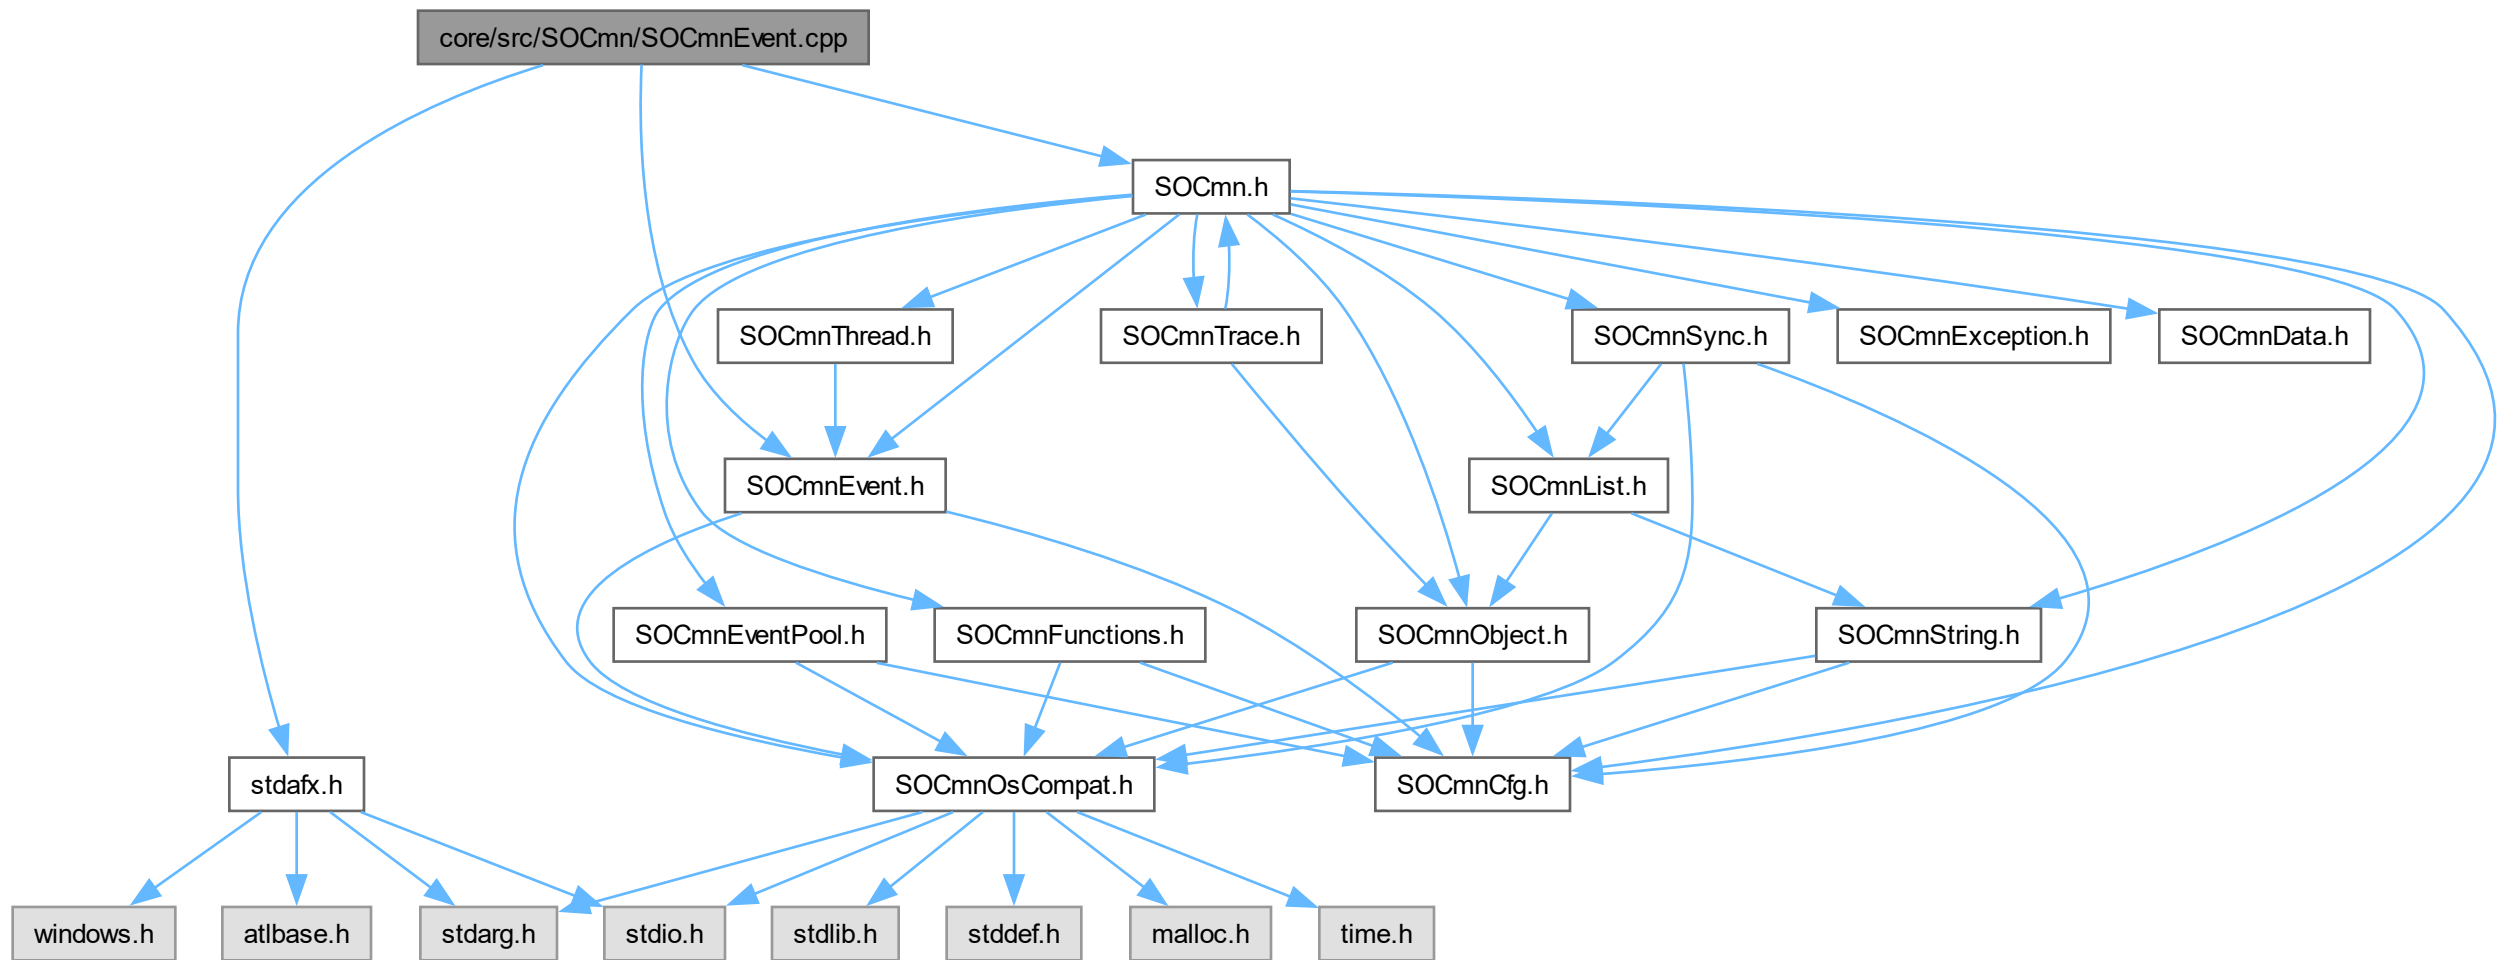 core/src/SOCmn/SOCmnEvent.cpp
SOCmn.h
SOCmnThread.h
SOCmnTrace.h
SOCmnSync.h
SOCmnException.h
SOCmnData.h
SOCmnEvent.h
SOCmnList.h
SOCmnEventPool.h
SOCmnFunctions.h
SOCmnObject.h
SOCmnString.h
stdafx.h
SOCmnOsCompat.h
SOCmnCfg.h
windows.h
atlbase.h
stdarg.h
stdio.h
stdlib.h
stddef.h
malloc.h
time.h